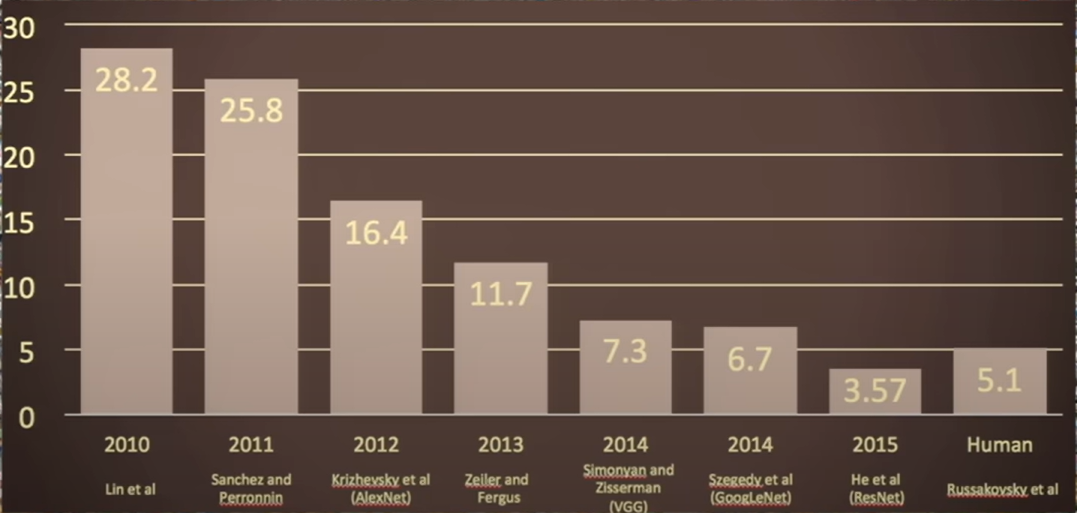 30
25
20
15
10
5
0
28.2
25.8
16.4
11.7
7.3
6.7
3.57
5.1
2010
2011
2012
2013
2014
2014
2015
Human
Lin et al
Sanchez and
Perronnin
Krizhevsky et al
(AlexNet)
Zeiler and
Fergus
Simonyan and
Zisserman
(VGG)
Szegedy et al
(GoogLeNet)
He et al
(ResNet)
Russakovsky et al